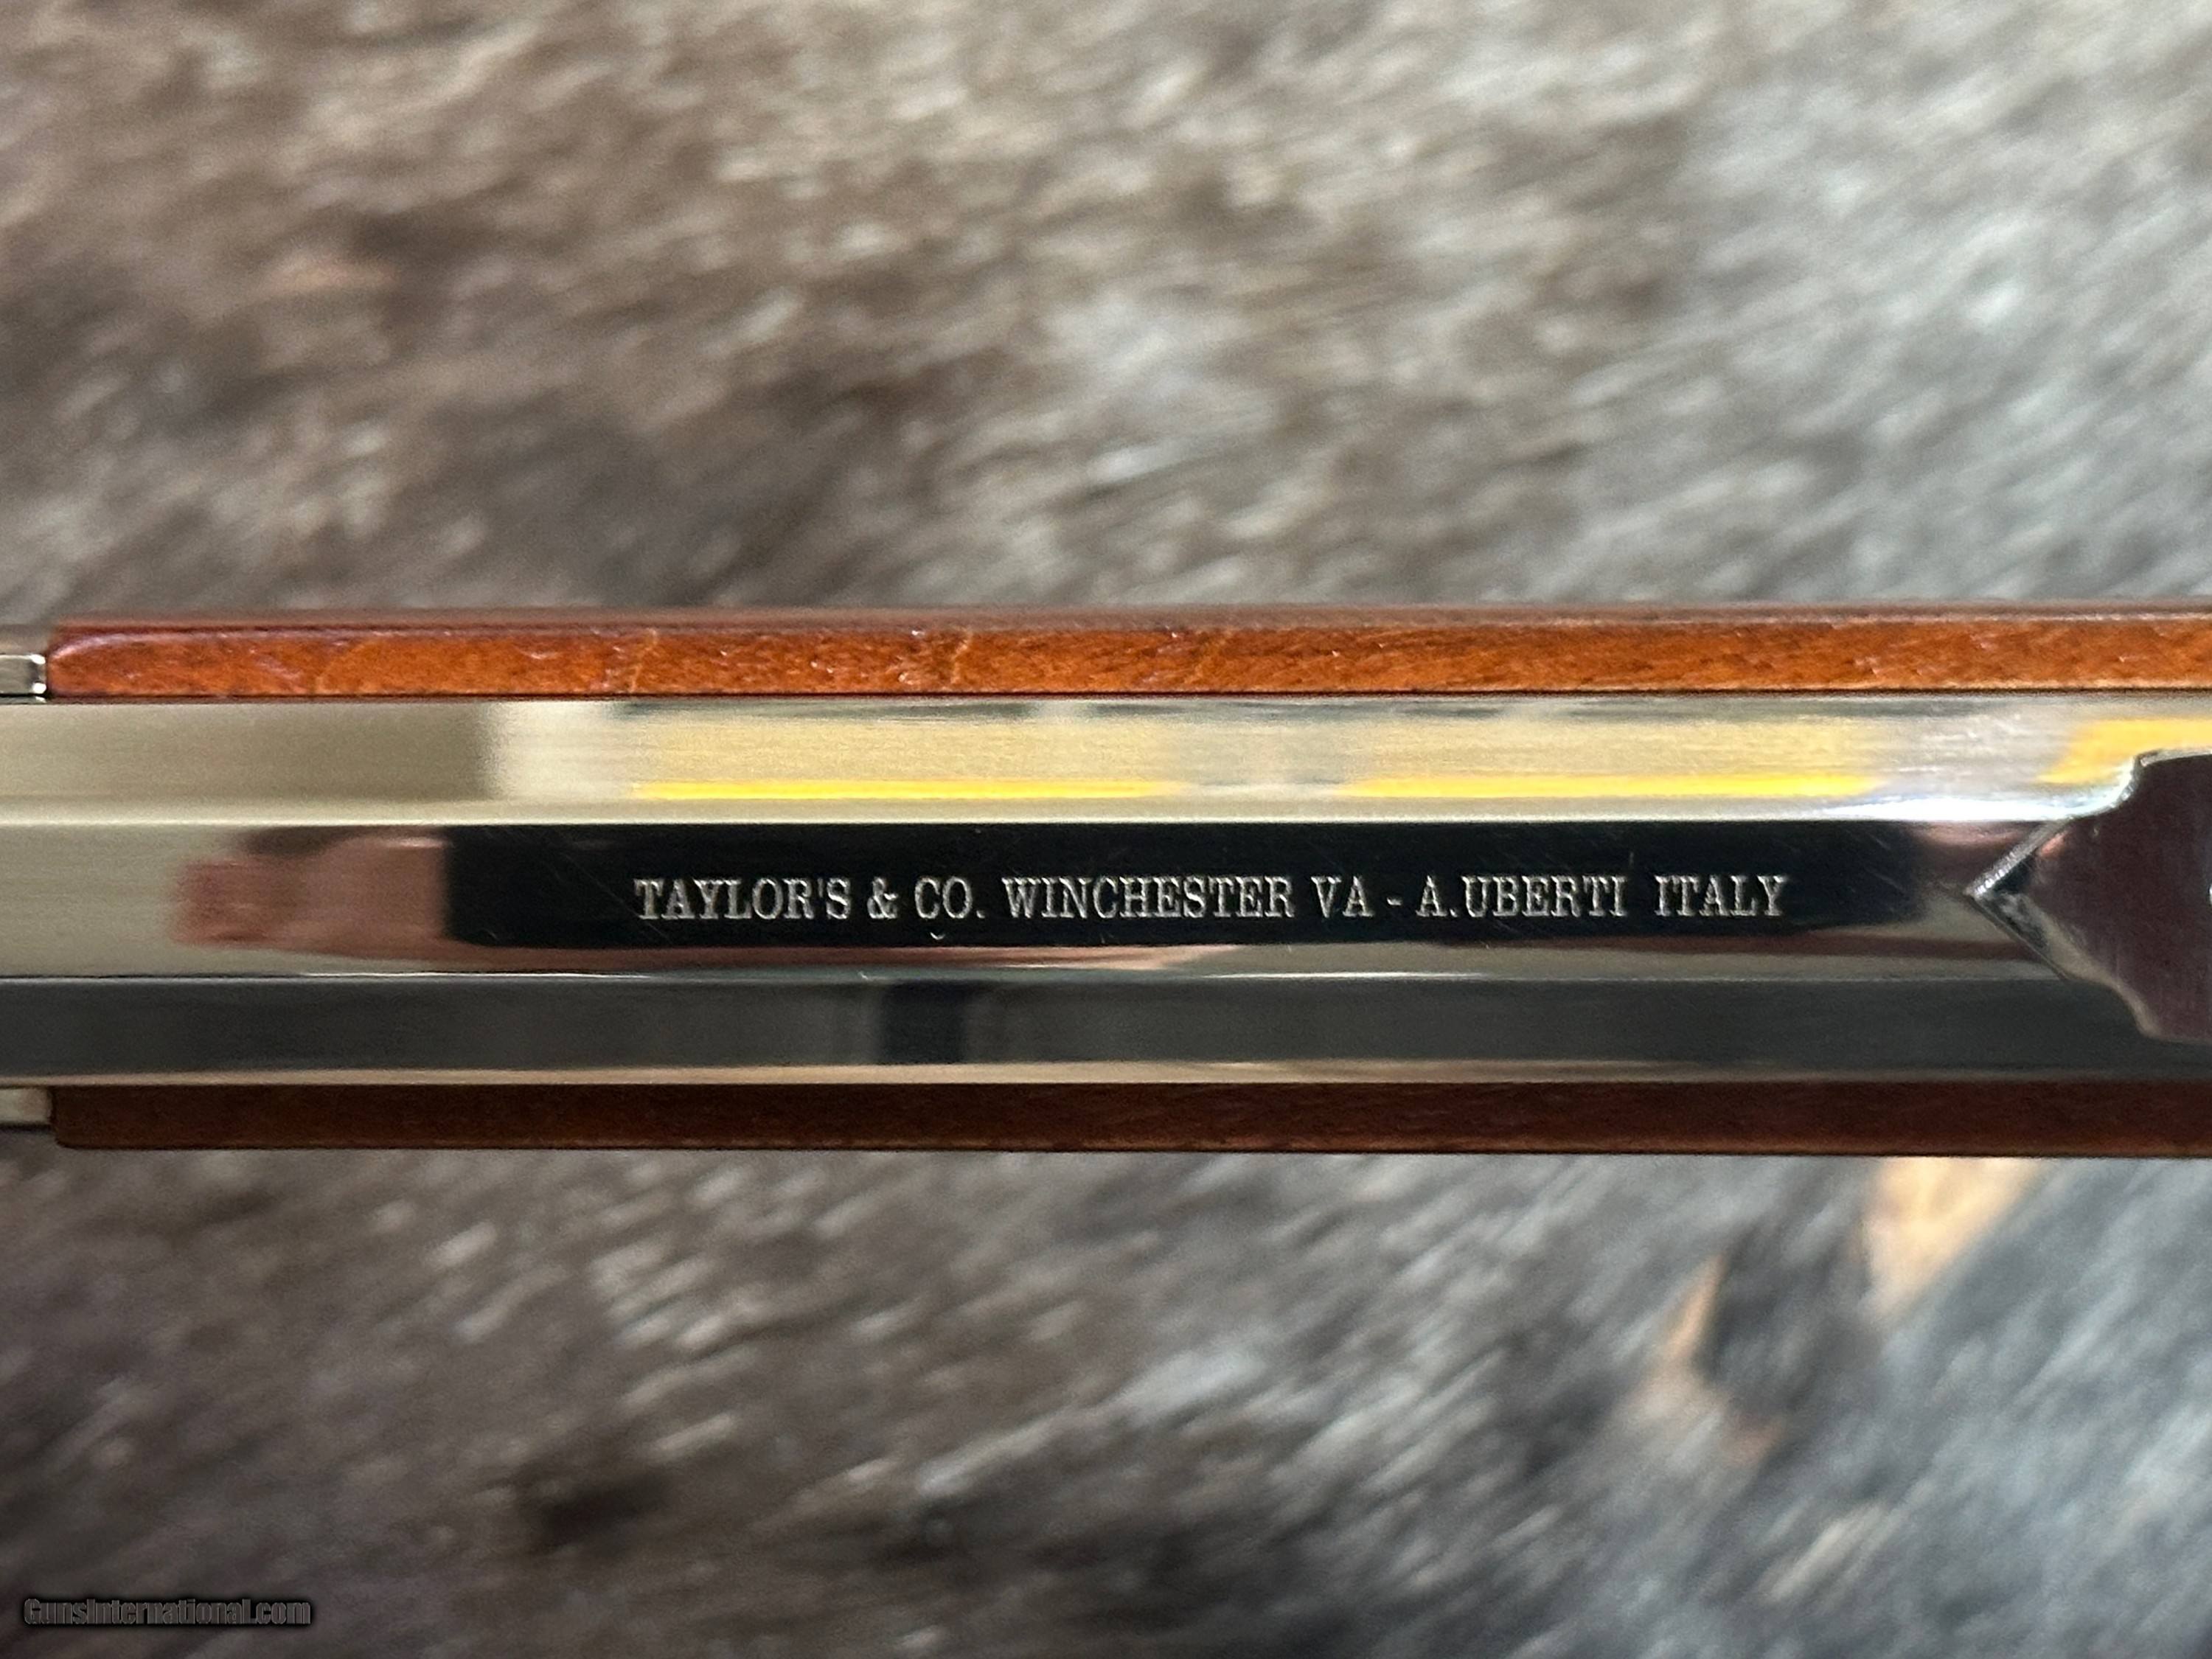 TAYLOR'S & CO. WINCHESTER VA - A.UBERTI ITALY
GunsInternational.com